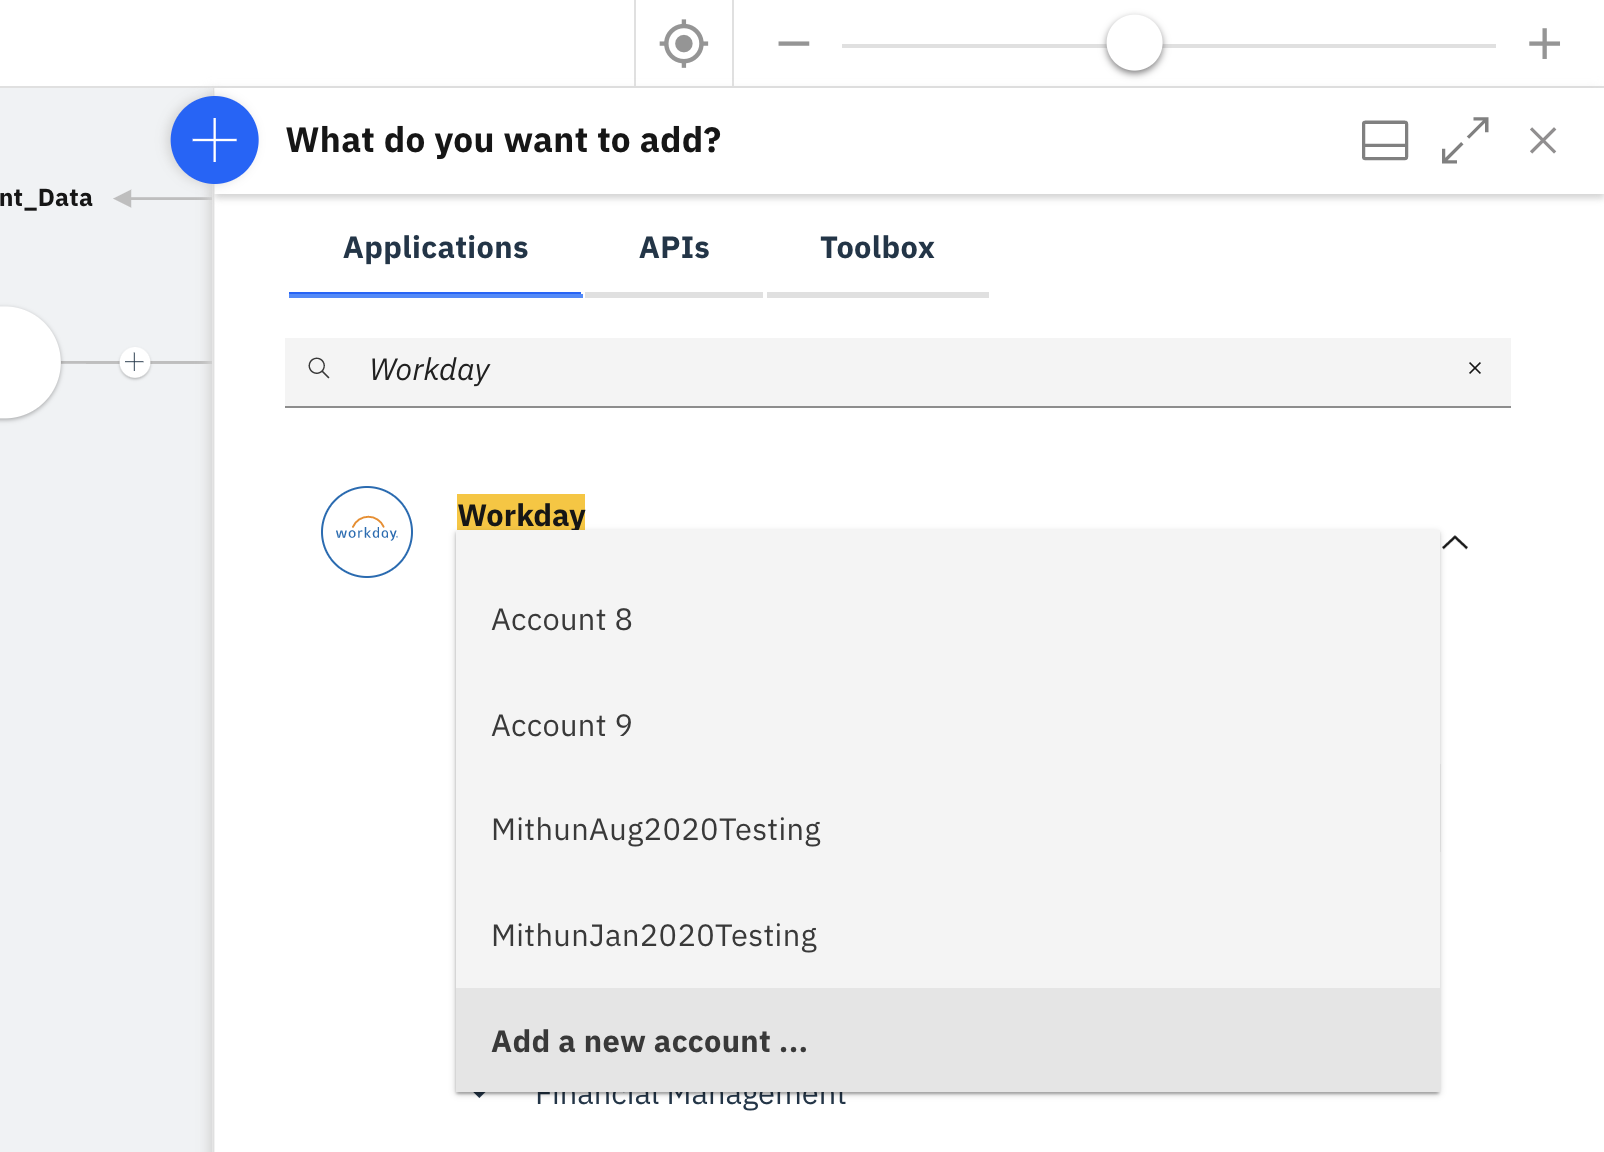 What do you want to add?
nt_Data
Applications APIs Toolbox
Workday
workday.
Workday
Account 8
Account 9
MithunAug2020Testing
MithunJan2020Testing
Add a new account ...
Financial Management